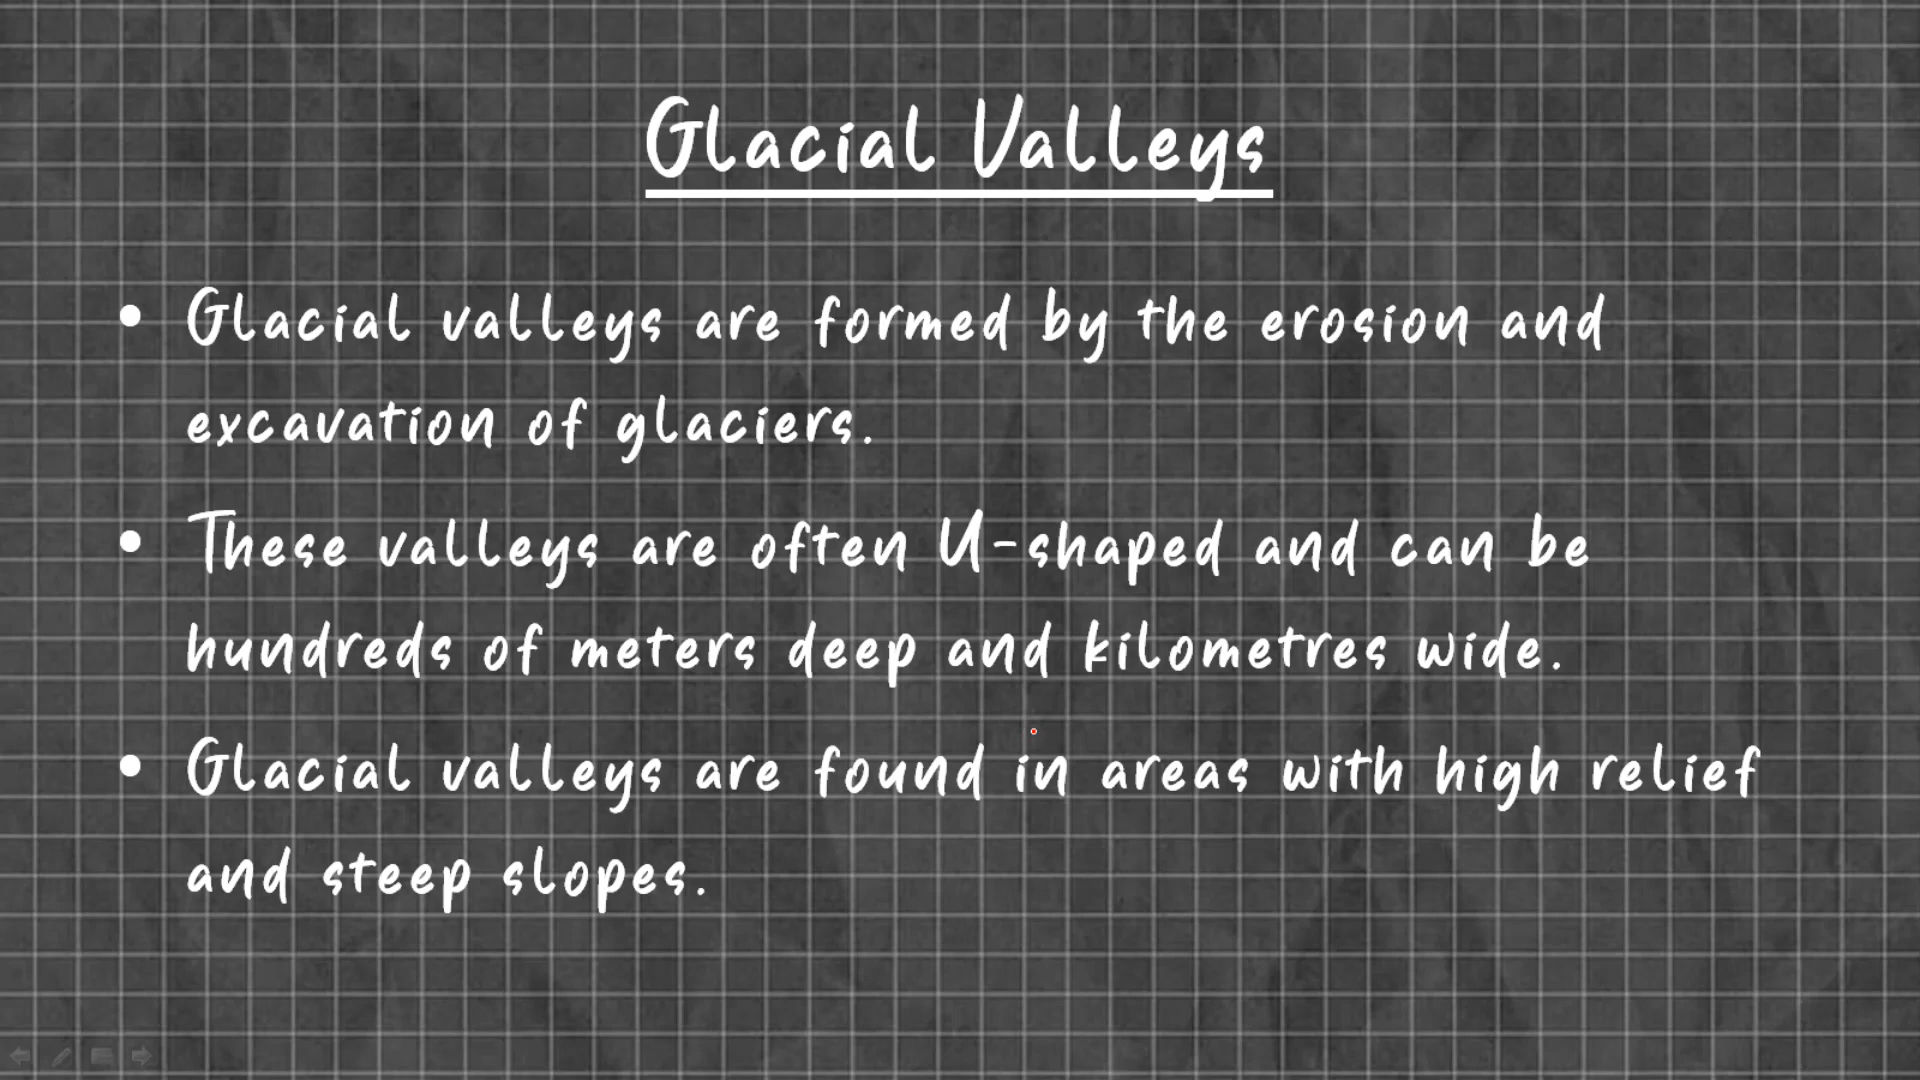 Glacial Valleys
• Glacial valleys are formed by the erosion and
excavation of glaciers.
• These valleys are often U-shaped and can be
hundreds of meters deep and kilometres wide.
• Glacial valleys are found in areas with high relief
and steep slopes.